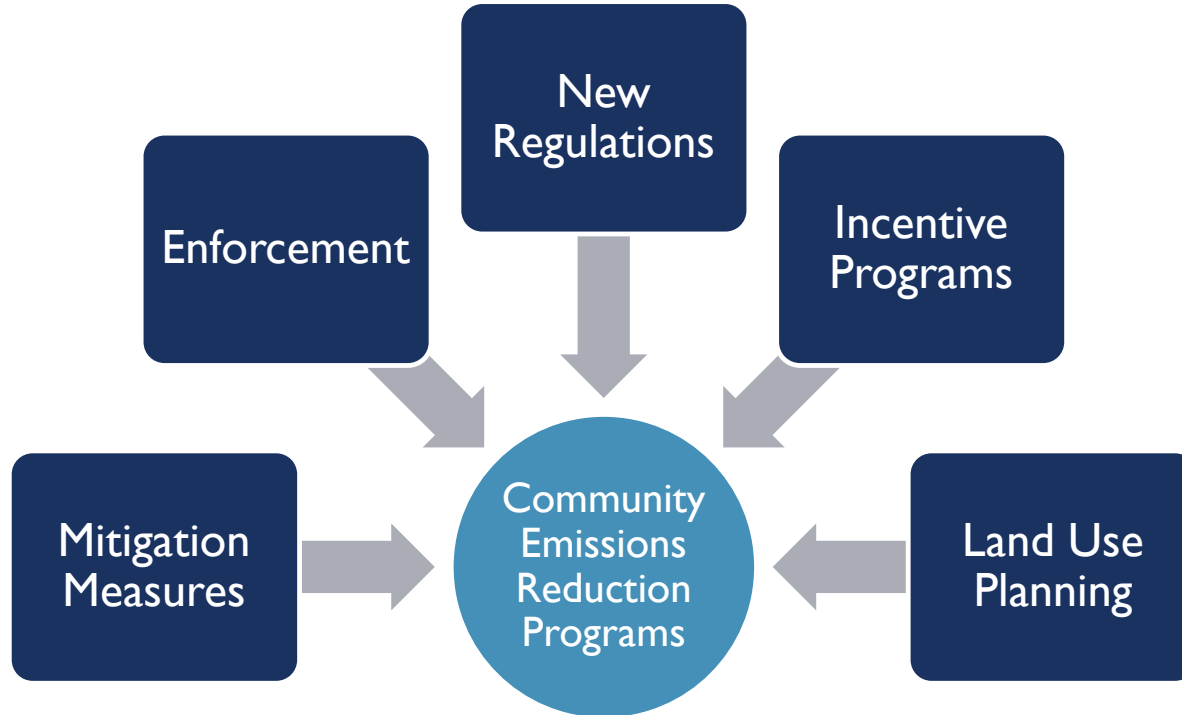 New
Regulations
Enforcement
Incentive
Programs
Mitigation
Measures
Community
Emissions
Reduction
Programs
Land Use
Planning